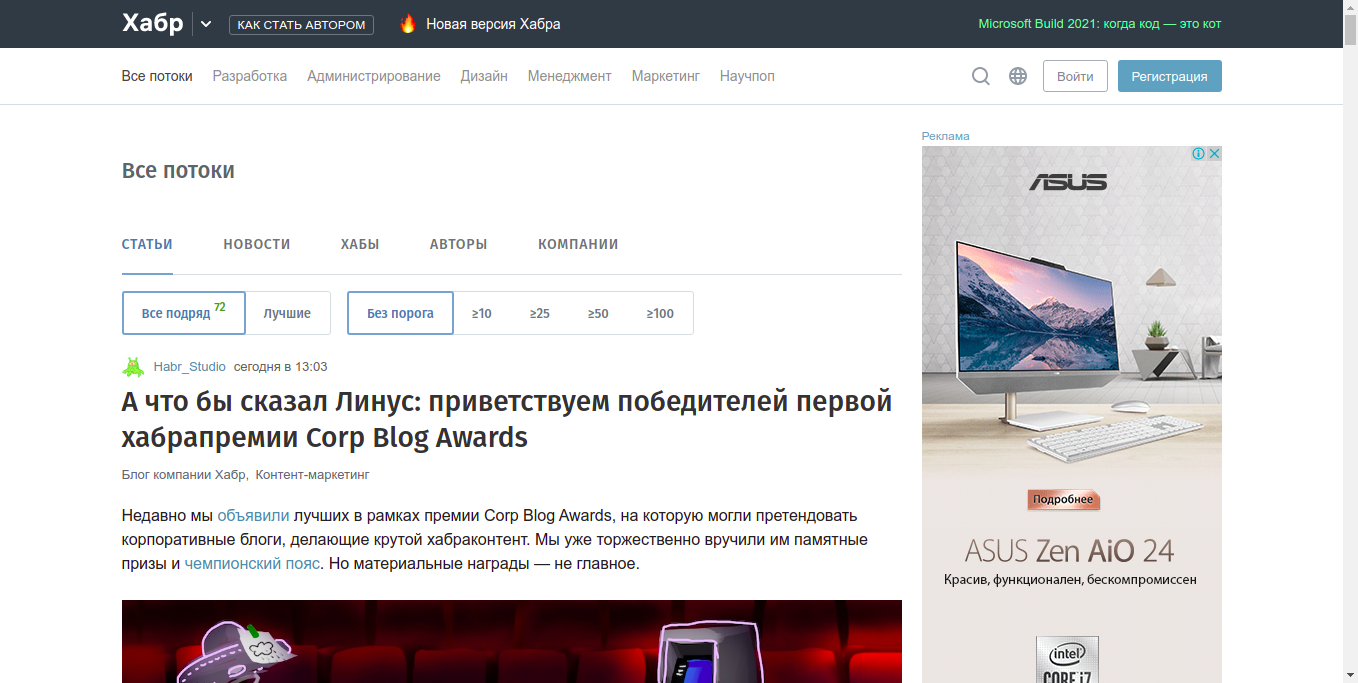 Хабр
КАК СТАТЬ АВТОРОМ
Новая версия Хабра
Microsoft Build 2021: когда код — это кот
Все потоки Разработка Администрирование Дизайн Менеджмент Маркетинг Научпоп
Войти
Регистрация
Реклама
Все потоки
СТАТЬИ НОВОСТИ ХАБЫ АВТОРЫ КОМПАНИИ
Все подряд 72 Лучшие Без порога ≥10 ≥25 ≥50 ≥100
Habr_Studio сегодня в 13:03
А что бы сказал Линус: приветствуем победителей первой
хабрапремии Corp Blog Awards
Блог компании Хабр, Контент-маркетинг
Недавно мы объявили лучших в рамках премии Corp Blog Awards, на которую могли претендовать
корпоративные блоги, делающие крутой хабраконтент. Мы уже торжественно вручили им памятные
призы и чемпионский пояс. Но материальные награды — не главное.
ASUS
Подробнее
ASUS Zen AiO 24
Красив, функционален, бескомпромиссен
intel
CORE i7